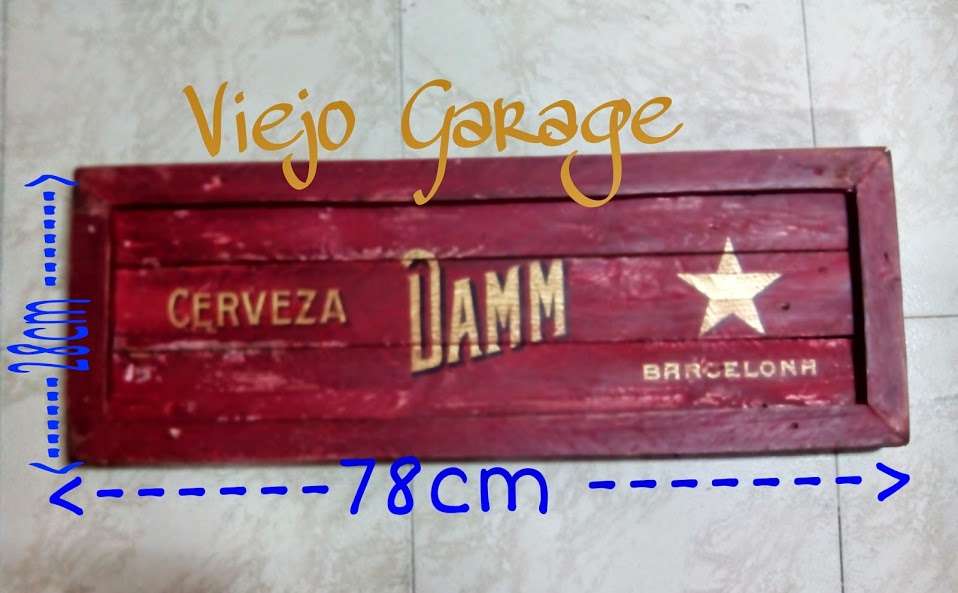 Viejo Garage
CERVEZA DAMM
BARCELONA
28cm
78cm